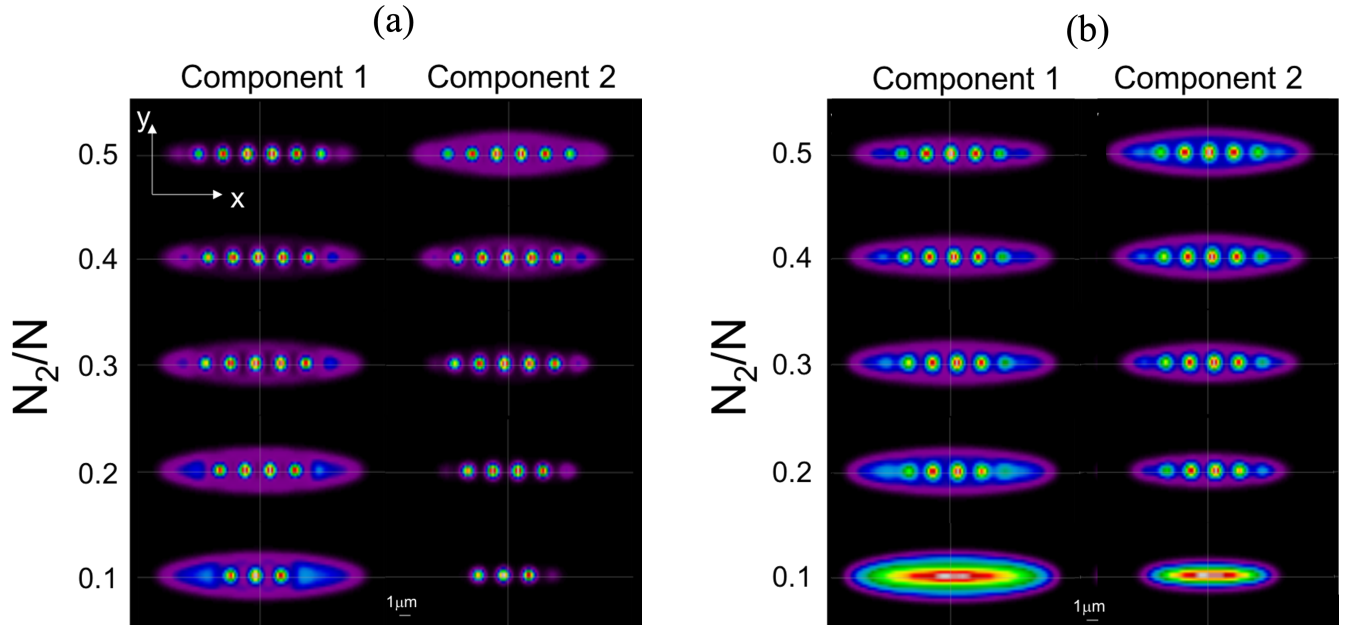 (a)
(b)
Component 1 Component 2
Component 1 Component 2
y
x
N2/N
0.5
0.4
0.3
0.2
0.1
1μm
N2/N
0.5
0.4
0.3
0.2
0.1
1μm